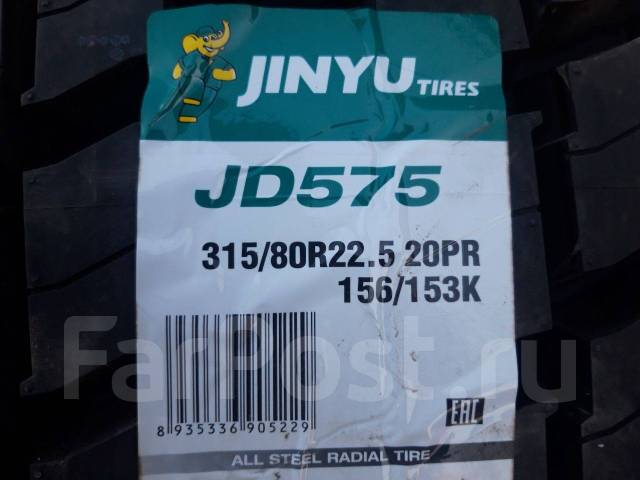 JINYU TIRES
JD575
315/80R22.5 20PR
156/153K
FarPost.ru
8 935336 905229
EAC
ALL STEEL RADIAL TIRE